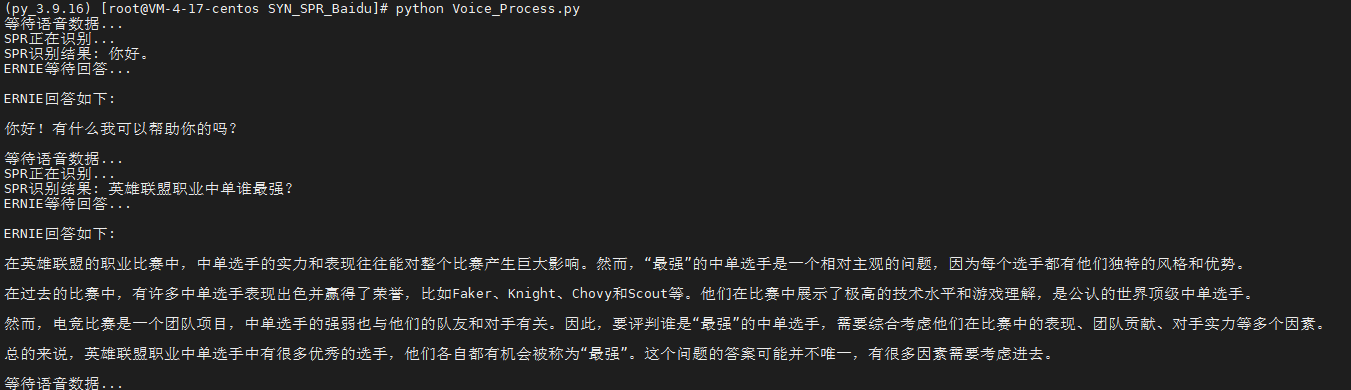 (py_3.9.16) [root@VM-4-17-centos SYN_SPR_Baidu]# python Voice_Process.py
等待语音数据...
SPR正在识别...
SPR识别结果: 你好。
ERNIE等待回答...
ERNIE回答如下:
你好！有什么我可以帮助你的吗？
等待语音数据...
SPR正在识别...
SPR识别结果: 英雄联盟职业中单谁最强？
ERNIE等待回答...
ERNIE回答如下:
在英雄联盟的职业比赛中，中单选手的实力和表现往往能对整个比赛产生巨大影响。然而，“最强”的中单选手是一个相对主观的问题，因为每个选手都有他们独特的风格和优势。
在过去的比赛中，有许多中单选手表现出色并赢得了荣誉，比如Faker、Knight、Chovy和Scout等。他们在比赛中展示了极高的技术水平和游戏理解，是公认的世界顶级中单选手。
然而，电竞比赛是一个团队项目，中单选手的强弱也与他们的队友和对手有关。因此，要评判谁是“最强”的中单选手，需要综合考虑他们在比赛中的表现、团队贡献、对手实力等多个因素。
总的来说，英雄联盟职业中单选手中有很多优秀的选手，他们各自都有机会被称为“最强”。这个问题的答案可能并不唯一，有很多因素需要考虑进去。
等待语音数据...